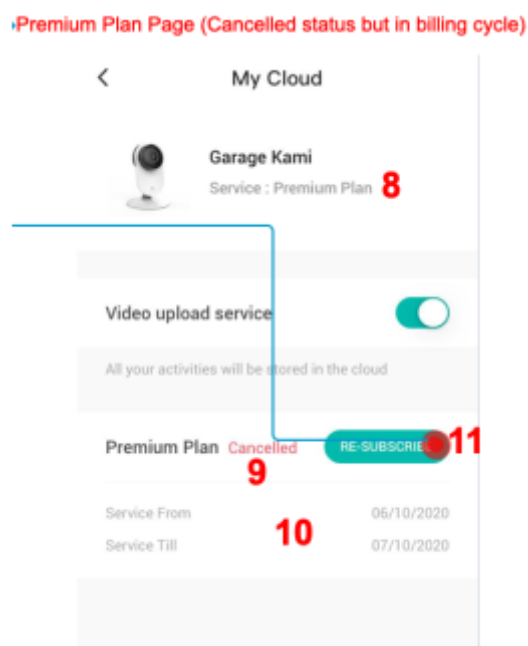 Premium Plan Page (Cancelled status but in billing cycle)
My Cloud
Garage Kami
Service : Premium Plan 8
Video upload service
All your activities will be stored in the cloud
Premium Plan Cancelled RE-SUBSCRIBE 11
9
Service From 06/10/2020
10
Service Till 07/10/2020